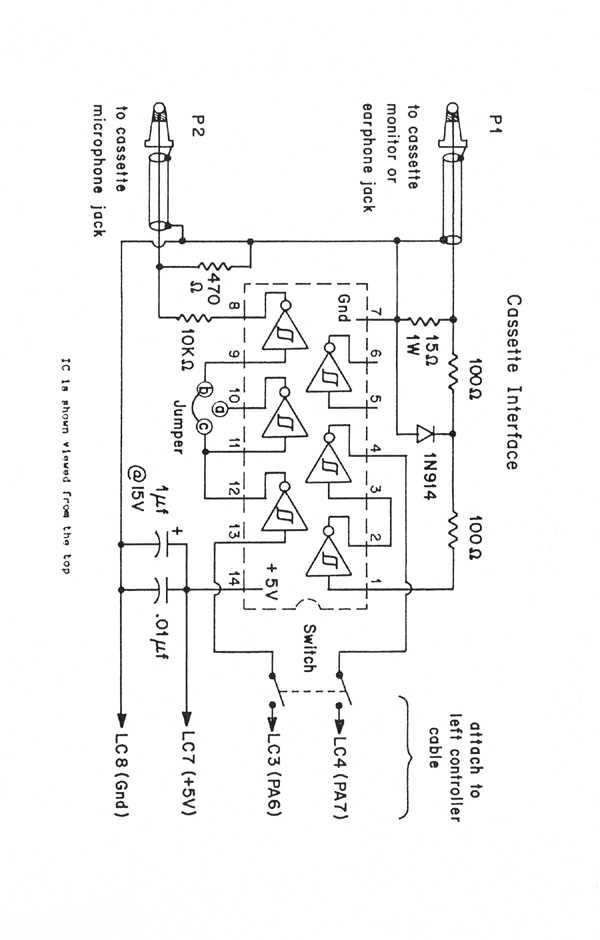 Cassette Interface
P1
to cassette
monitor or
earphone jack
P2
to cassette
microphone jack
100Ω
100Ω
15Ω
1W
1N914
470
Ω
10KΩ
Gnd
7
6
5
4
3
2
1
8
9
10
11
12
13
14
+5V
b
a
c
Jumper
Switch
1μf
@15V
+
.01μf
attach to
left controller
cable
LC4 (PA7)
LC3 (PA6)
LC7 (+5V)
LC8 (Gnd)
IC is shown viewed from the top